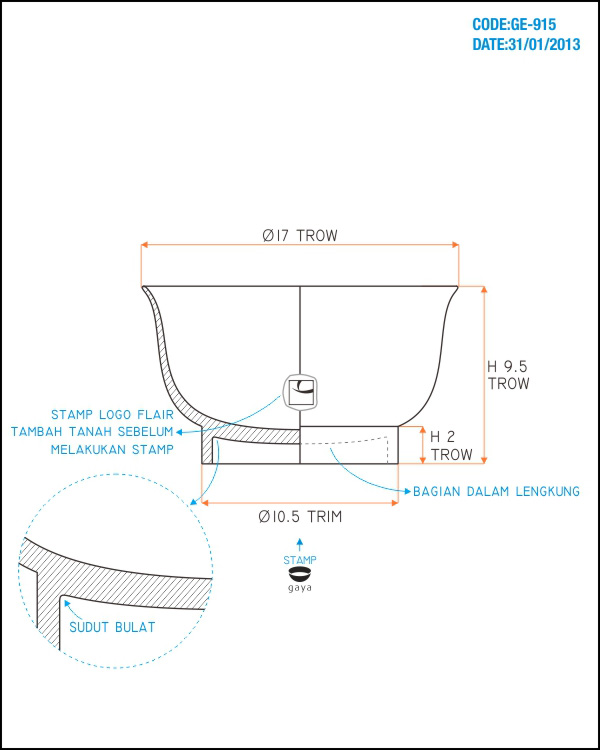 CODE:GE-915
DATE:31/01/2013
Ø17 TROW
H 9.5
TROW
STAMP LOGO FLAIR
TAMBAH TANAH SEBELUM
MELAKUKAN STAMP
H 2
TROW
BAGIAN DALAM LENGKUNG
Ø10.5 TRIM
STAMP
gaya
SUDUT BULAT